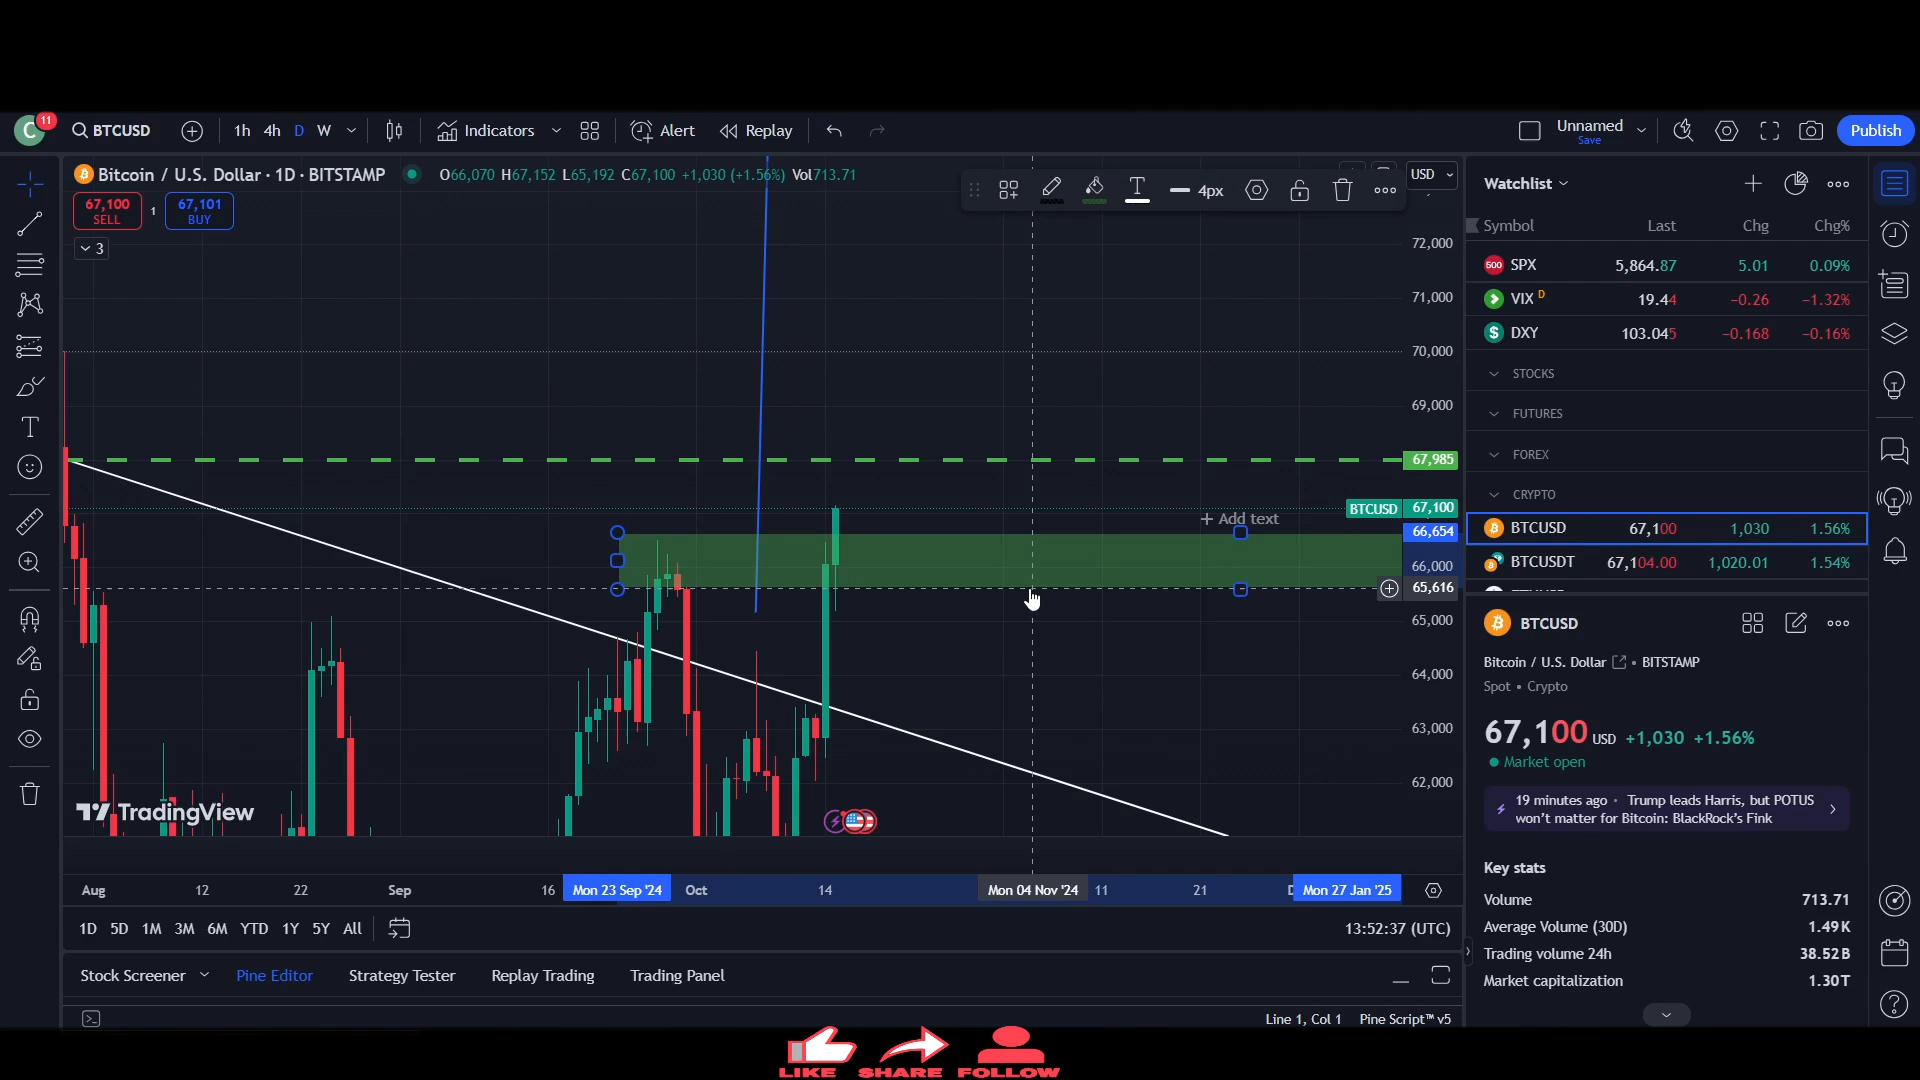 C 11 BTCUSD 1h 4h D W Indicators Alert Replay Unnamed Save Publish
Bitcoin / U.S. Dollar · 1D · BITSTAMP O66,070 H67,152 L65,192 C67,100 +1,030 (+1.56%) Vol713.71
67,100 SELL 1 67,101 BUY
3
4px
USD
72,000
71,000
70,000
69,000
67,985
BTCUSD 67,100
+ Add text
66,654
66,000
65,616
65,000
64,000
63,000
62,000
TradingView
Aug 12 22 Sep 16 Mon 23 Sep '24 Oct 14 Mon 04 Nov '24 11 21 Mon 27 Jan '25
1D 5D 1M 3M 6M YTD 1Y 5Y All 13:52:37 (UTC)
Stock Screener Pine Editor Strategy Tester Replay Trading Trading Panel
Line 1, Col 1 Pine Script™ v5
Watchlist
Symbol Last Chg Chg%
500 SPX 5,864.87 5.01 0.09%
VIX D 19.44 −0.26 −1.32%
$ DXY 103.045 −0.168 −0.16%
STOCKS
FUTURES
FOREX
CRYPTO
BTCUSD 67,100 1,030 1.56%
BTCUSDT 67,104.00 1,020.01 1.54%
BTCUSD
Bitcoin / U.S. Dollar • BITSTAMP
Spot • Crypto
67,100 USD +1,030 +1.56%
Market open
19 minutes ago • Trump leads Harris, but POTUS
won't matter for Bitcoin: BlackRock's Fink
Key stats
Volume 713.71
Average Volume (30D) 1.49K
Trading volume 24h 38.52B
Market capitalization 1.30T
LIKE SHARE FOLLOW